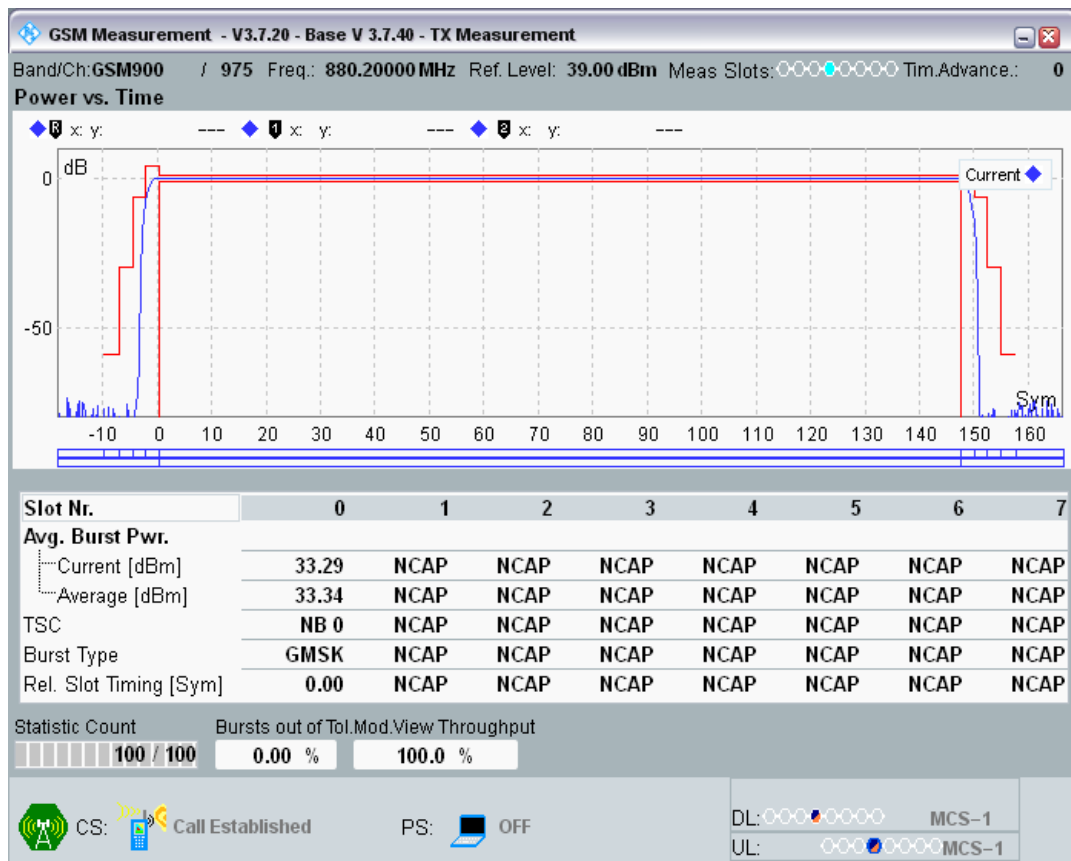 GSM Measurement - V3.7.20 - Base V 3.7.40 - TX Measurement
Band/Ch:GSM900 / 975 Freq.: 880.20000 MHz Ref. Level: 39.00 dBm Meas Slots: Tim.Advance.: 0
Power vs. Time
R x: y: --- 1 x: y: --- 2 x: y: ---
dB
Current
0
-50
Sym
-10 0 10 20 30 40 50 60 70 80 90 100 110 120 130 140 150 160
Slot Nr. 0 1 2 3 4 5 6 7
Avg. Burst Pwr.
Current [dBm] 33.29 NCAP NCAP NCAP NCAP NCAP NCAP NCAP
Average [dBm] 33.34 NCAP NCAP NCAP NCAP NCAP NCAP NCAP
TSC NB 0 NCAP NCAP NCAP NCAP NCAP NCAP NCAP
Burst Type GMSK NCAP NCAP NCAP NCAP NCAP NCAP NCAP
Rel. Slot Timing [Sym] 0.00 NCAP NCAP NCAP NCAP NCAP NCAP NCAP
Statistic Count Bursts out of Tol.Mod.View Throughput
100 / 100 0.00 % 100.0 %
CS: Call Established PS: OFF
DL: MCS-1
UL: MCS-1